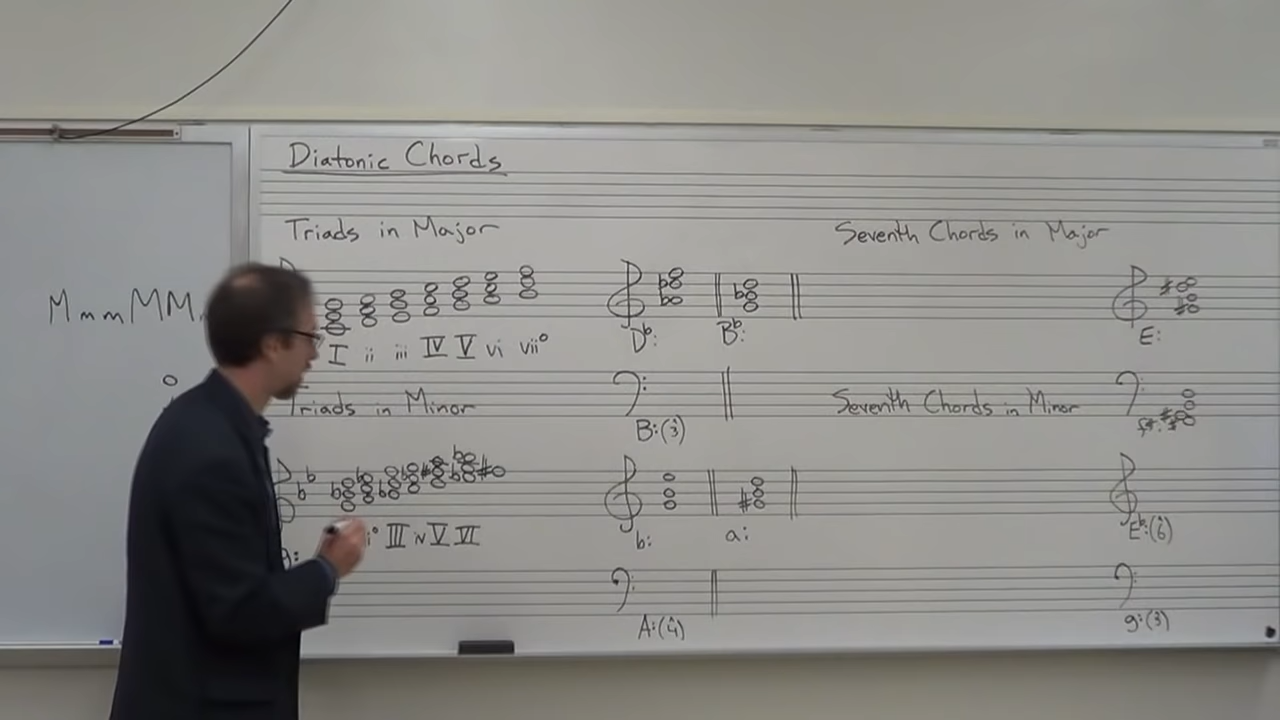 Diatonic Chords
Triads in Major
Seventh Chords in Major
MmmMM
I ii iii IV V vi vii°
D♭:
B♭:
E:
Triads in Minor
Seventh Chords in Minor
B:(3̂)
i° III iv V VI
b:
a:
E♭:(6̂)
g:
A:(4̂)
g:(3̂)